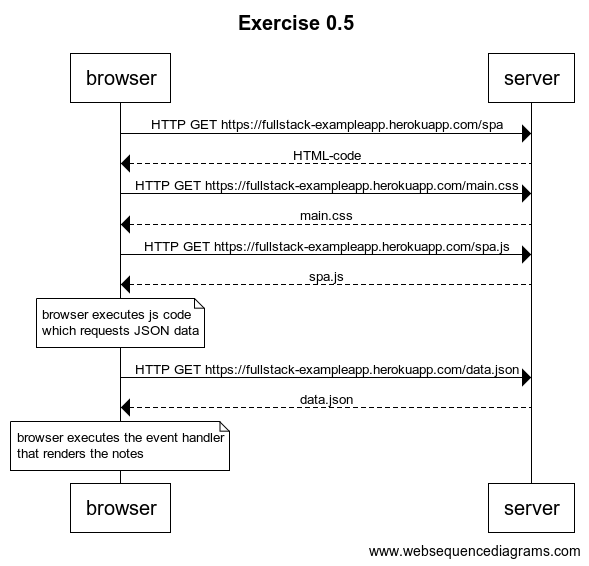 Exercise 0.5
browser
server
HTTP GET https://fullstack-exampleapp.herokuapp.com/spa
HTML-code
HTTP GET https://fullstack-exampleapp.herokuapp.com/main.css
main.css
HTTP GET https://fullstack-exampleapp.herokuapp.com/spa.js
spa.js
browser executes js code
which requests JSON data
HTTP GET https://fullstack-exampleapp.herokuapp.com/data.json
data.json
browser executes the event handler
that renders the notes
browser
server
www.websequencediagrams.com